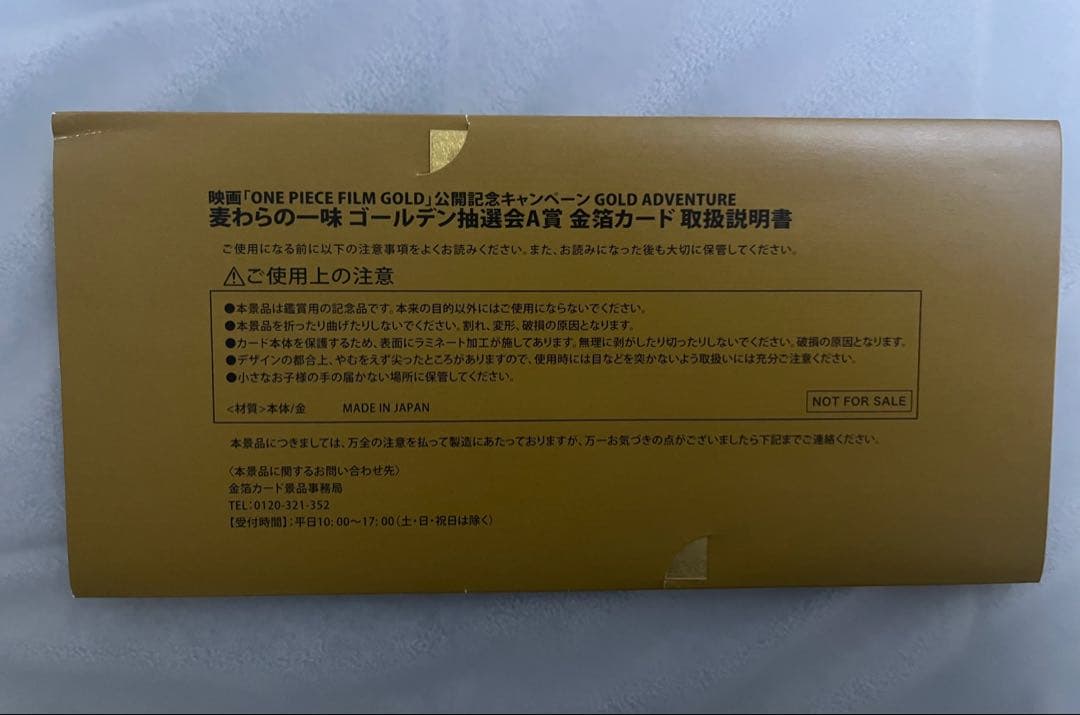 映画「ONE PIECE FILM GOLD」公開記念キャンペーン GOLD ADVENTURE
麦わらの一味 ゴールデン抽選会A賞 金箔カード 取扱説明書
ご使用になる前に以下の注意事項をよくお読みください。また、お読みになった後も大切に保管してください。
⚠ご使用上の注意
●本景品は鑑賞用の記念品です。本来の目的以外にはご使用にならないでください。
●本景品を折ったり曲げたりしないでください。割れ、変形、破損の原因となります。
●カード本体を保護するため、表面にラミネート加工が施してあります。無理に剥がしたり切ったりしないでください。破損の原因となります。
●デザインの都合上、やむをえず尖ったところがありますので、使用時には目などを突かないよう取扱いには充分ご注意ください。
●小さなお子様の手の届かない場所に保管してください。
<材質>本体/金 MADE IN JAPAN
NOT FOR SALE
本景品につきましては、万全の注意を払って製造にあたっておりますが、万一お気づきの点がございましたら下記までご連絡ください。
〈本景品に関するお問い合わせ先〉
金箔カード景品事務局
TEL:0120-321-352
【受付時間】:平日10:00～17:00(土・日・祝日は除く)